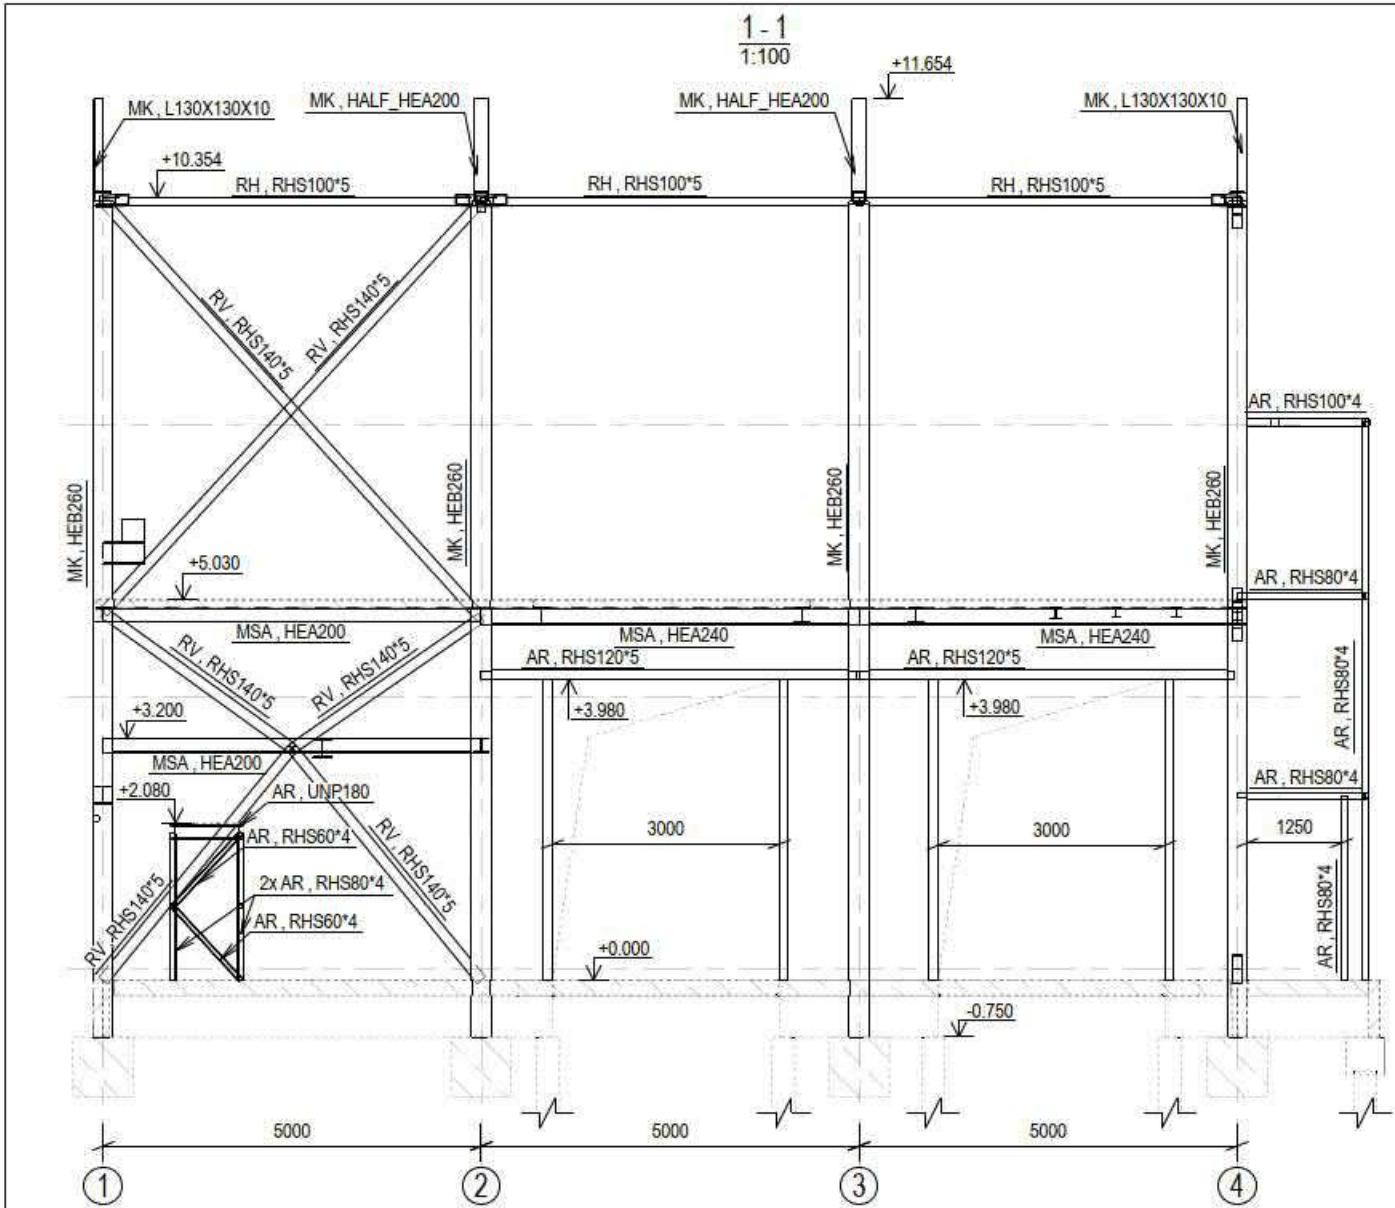 1 - 1
1:100
+11.654
MK , L130X130X10
MK , HALF_HEA200
MK , HALF_HEA200
MK , L130X130X10
+10.354
RH , RHS100*5
RH , RHS100*5
RH , RHS100*5
RV , RHS140*5
RV , RHS140*5
AR , RHS100*4
MK , HEB260
MK , HEB260
MK , HEB260
MK , HEB260
+5.030
AR , RHS80*4
MSA , HEA200
MSA , HEA240
MSA , HEA240
RV , RHS140*5
RV , RHS140*5
AR , RHS120*5
AR , RHS120*5
AR , RHS80*4
+3.200
+3.980
+3.980
MSA , HEA200
+2.080
AR , UNP180
AR , RHS80*4
AR , RHS60*4
3000
3000
1250
RV , RHS140*5
2x AR , RHS80*4
AR , RHS60*4
RV , RHS140*5
AR , RHS80*4
+0.000
-0.750
5000
5000
5000
1
2
3
4